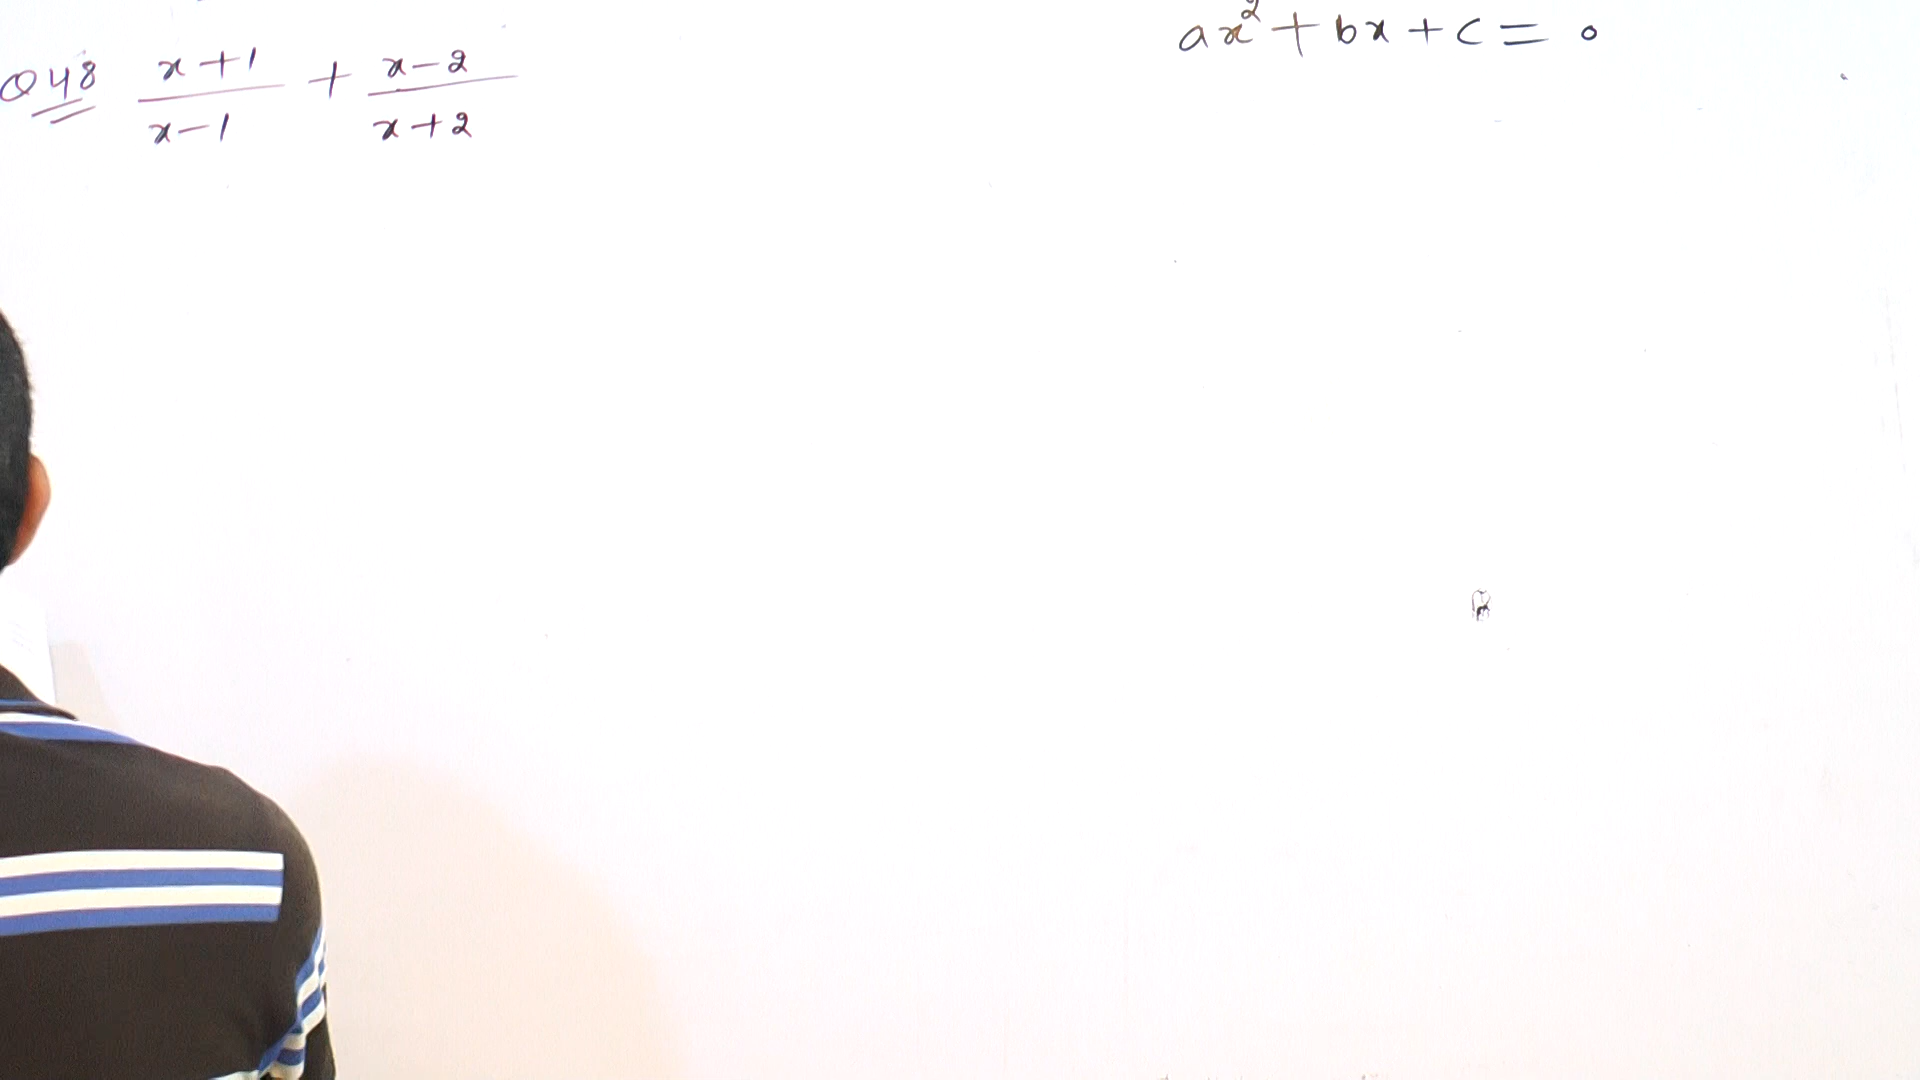 Q48 x+1 / x-1 + x-2 / x+2
ax² + bx + c = 0